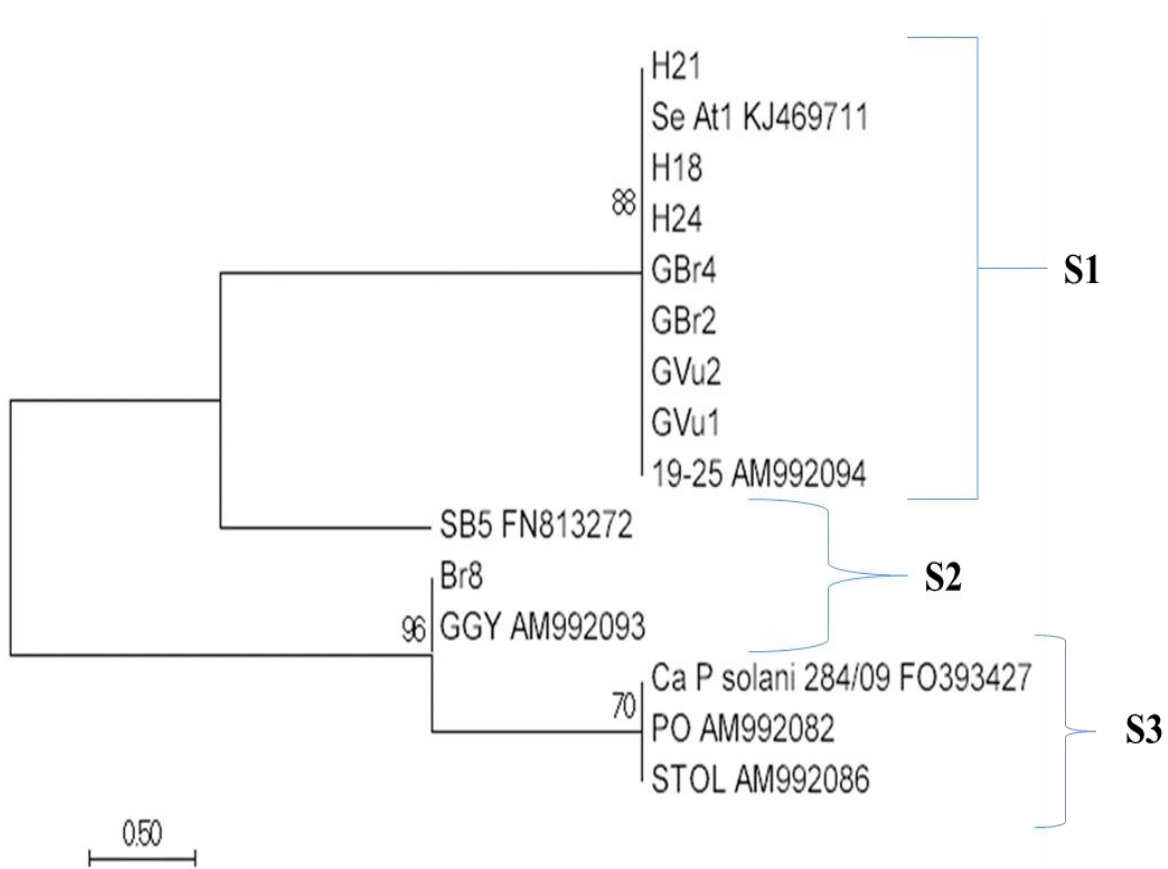 H21
Se At1 KJ469711
H18
88
H24
GBr4
S1
GBr2
GVu2
GVu1
19-25 AM992094
SB5 FN813272
Br8
S2
96
GGY AM992093
Ca P solani 284/09 FO393427
70
PO AM992082
S3
STOL AM992086
0.50